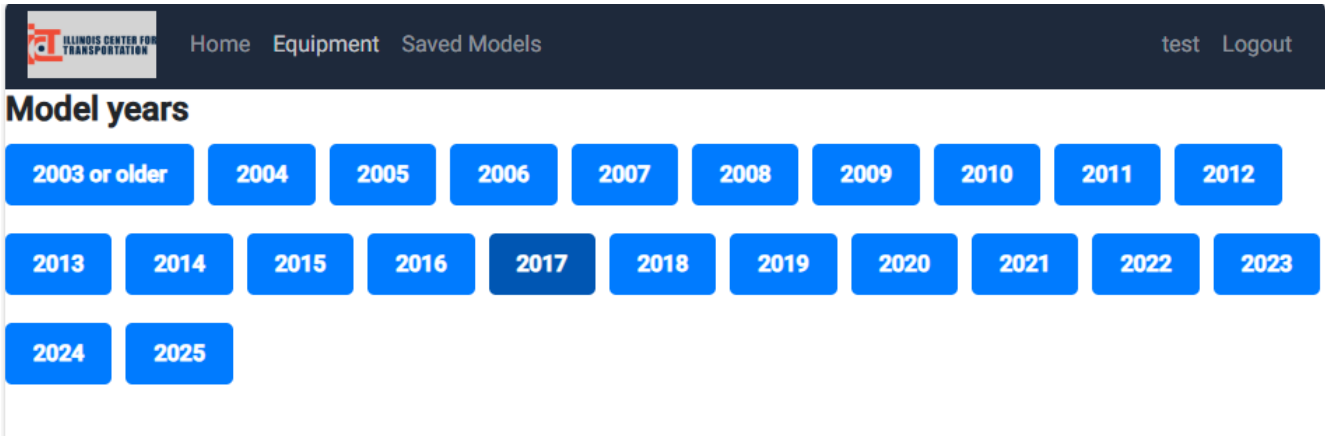 ILLINOIS CENTER FOR
TRANSPORTATION
Home Equipment Saved Models test Logout
Model years
2003 or older 2004 2005 2006 2007 2008 2009 2010 2011 2012
2013 2014 2015 2016 2017 2018 2019 2020 2021 2022 2023
2024 2025